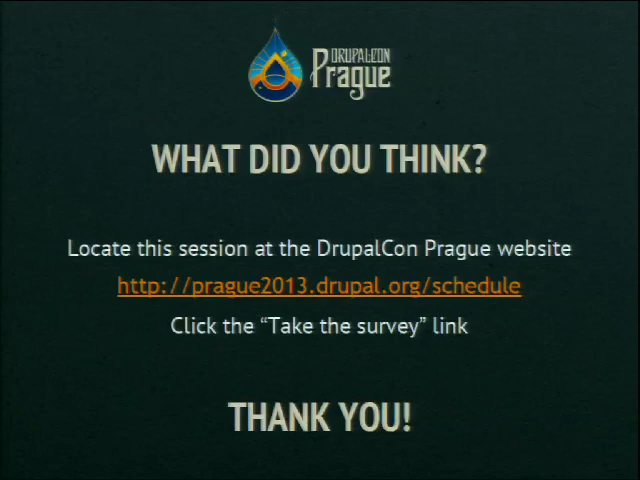 DRUPALCON
Prague
WHAT DID YOU THINK?
Locate this session at the DrupalCon Prague website
http://prague2013.drupal.org/schedule
Click the “Take the survey” link
THANK YOU!